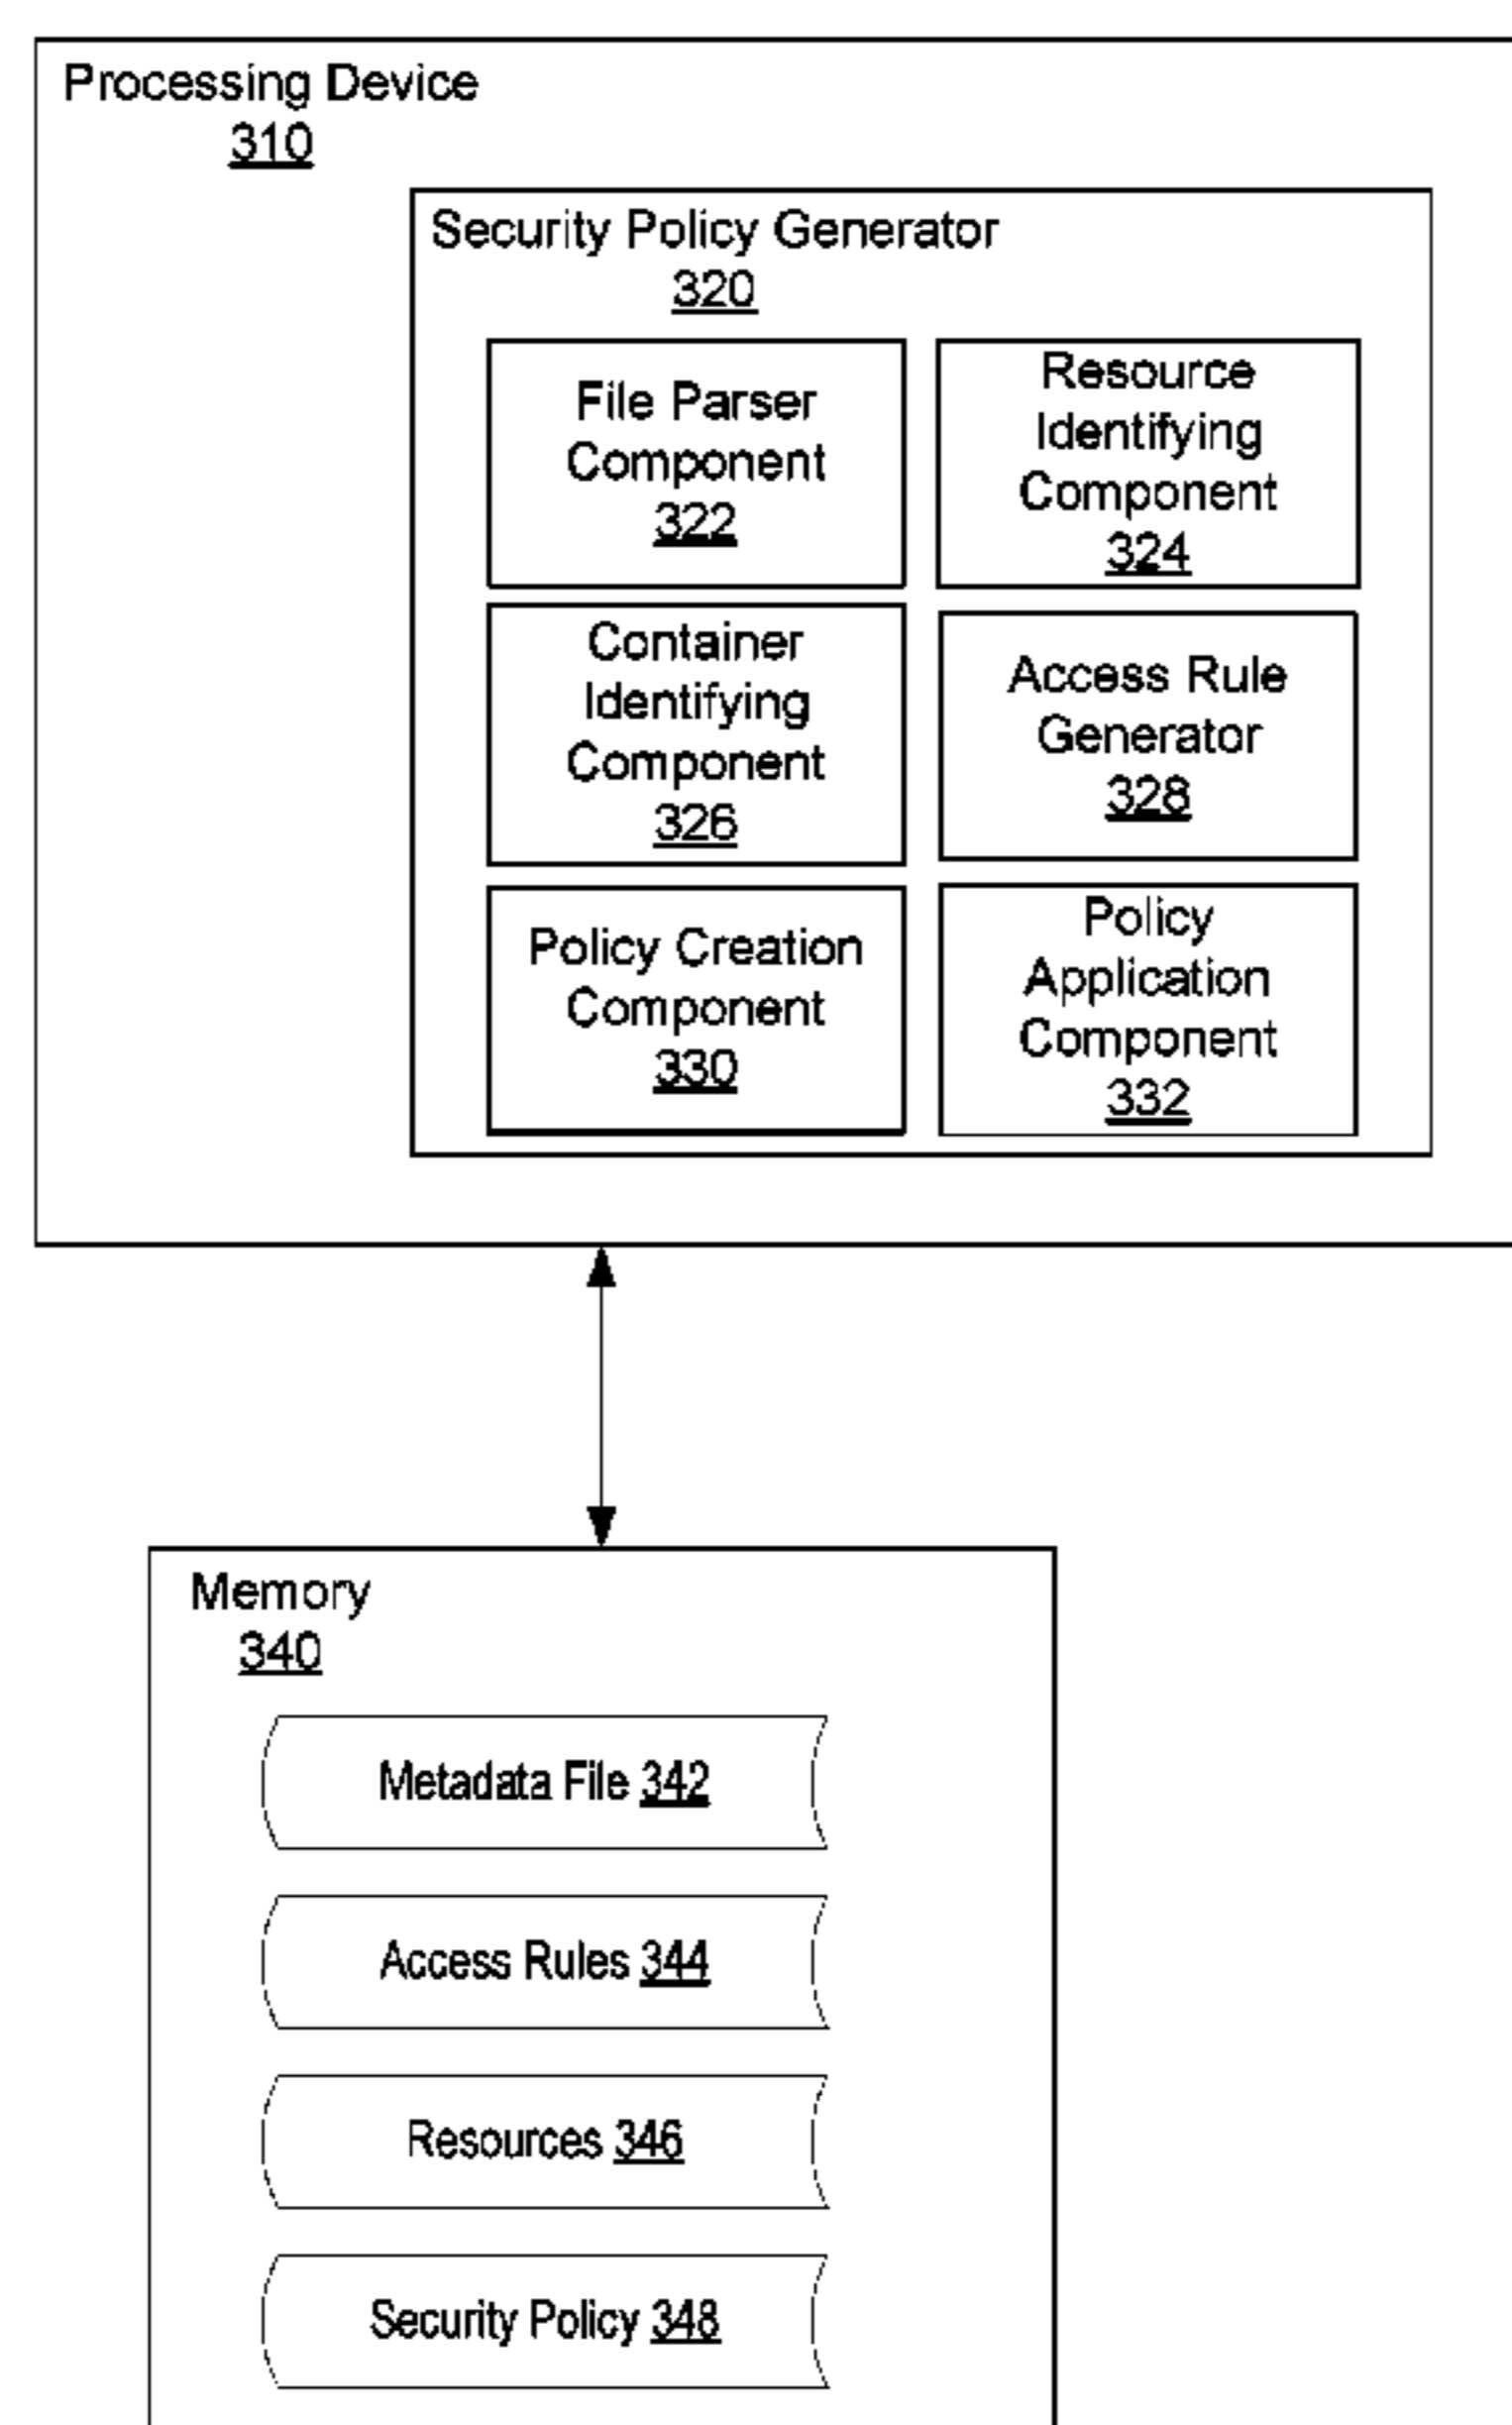 Processing Device
310
Security Policy Generator
320
File Parser
Component
322
Resource
Identifying
Component
324
Container
Identifying
Component
326
Access Rule
Generator
328
Policy Creation
Component
330
Policy
Application
Component
332
Memory
340
Metadata File 342
Access Rules 344
Resources 346
Security Policy 348